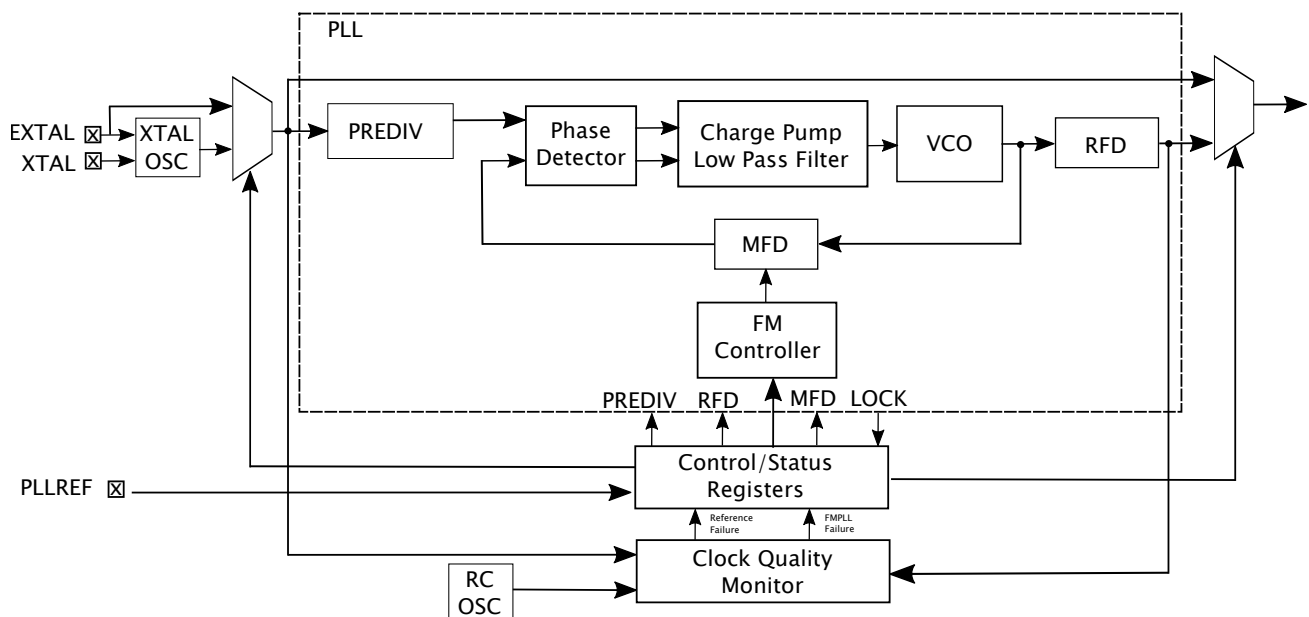 PLL
EXTAL
XTAL
XTAL
OSC
PREDIV
Phase
Detector
Charge Pump
Low Pass Filter
VCO
RFD
MFD
FM
Controller
PREDIV
RFD
MFD
LOCK
Control/Status
Registers
PLLREF
Reference
Failure
FMPLL
Failure
Clock Quality
Monitor
RC
OSC